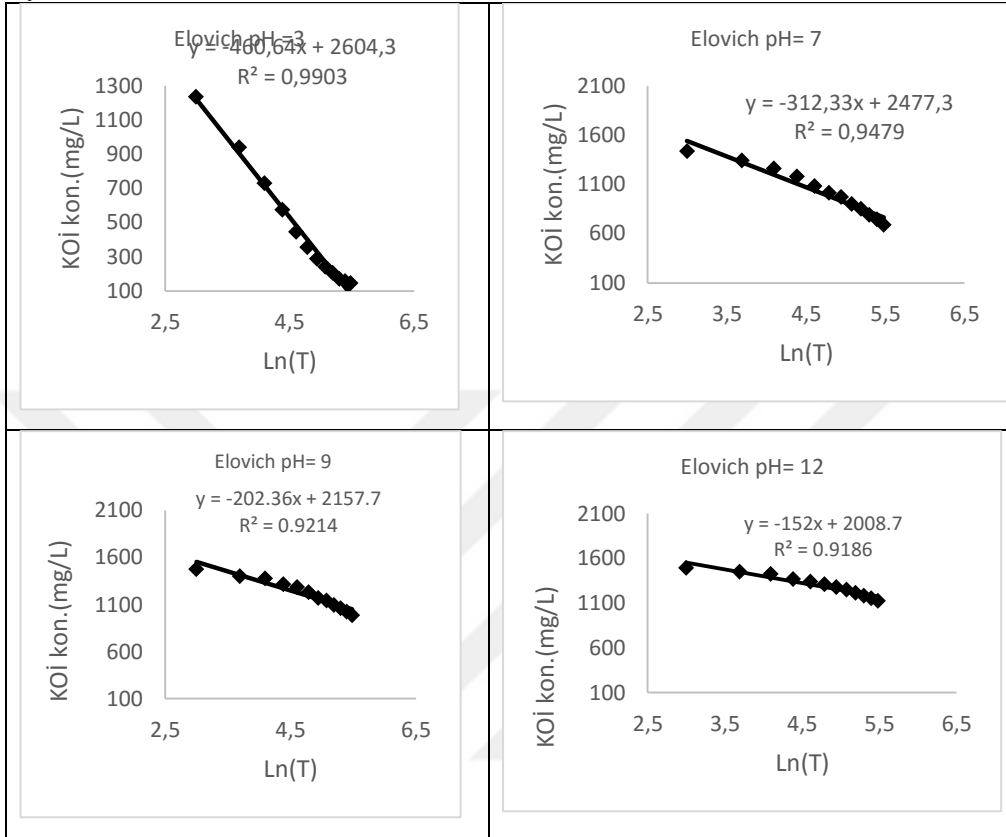 Elovich pH =3
y = -460,64x + 2604,3
R² = 0,9903
1300
1100
900
700
500
300
100
KOİ kon.(mg/L)
2,5 4,5 6,5
Ln(T)
Elovich pH= 7
y = -312,33x + 2477,3
R² = 0,9479
2100
1600
1100
600
100
KOİ kon.(mg/L)
2,5 3,5 4,5 5,5 6,5
Ln(T)
Elovich pH= 9
y = -202.36x + 2157.7
R² = 0.9214
2100
1600
1100
600
100
KOİ kon.(mg/L)
2,5 4,5 6,5
Ln(T)
Elovich pH= 12
y = -152x + 2008.7
R² = 0.9186
2100
1600
1100
600
100
KOİ kon.(mg/L)
2,5 3,5 4,5 5,5 6,5
Ln(T)